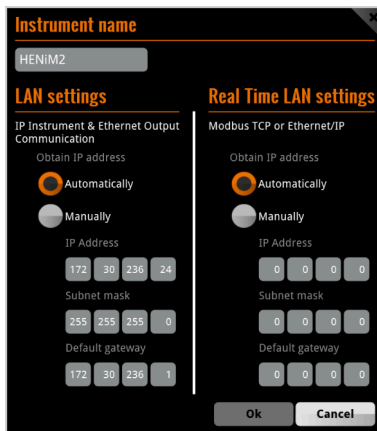 Instrument name
HENiM2
LAN settings
IP Instrument & Ethernet Output
Communication
Obtain IP address
Automatically
Manually
IP Address
172 30 236 24
Subnet mask
255 255 255 0
Default gateway
172 30 236 1
Real Time LAN settings
Modbus TCP or Ethernet/IP
Obtain IP address
Automatically
Manually
IP Address
0 0 0 0
Subnet mask
0 0 0 0
Default gateway
0 0 0 0
Ok Cancel